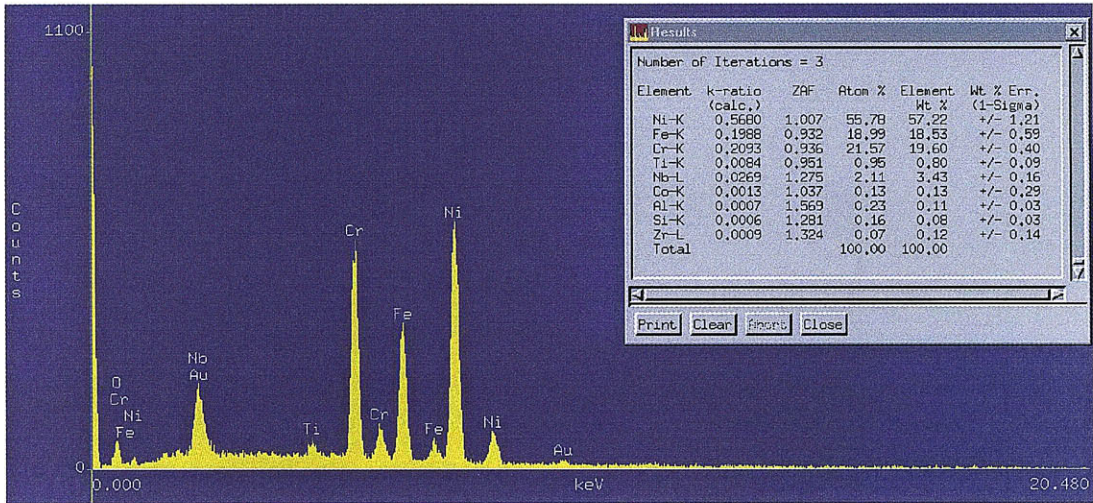 1100
Counts
0
0.000
keV
20.480
O
Cr
Ni
Fe
Nb
Au
Ti
Cr
Cr
Fe
Fe
Ni
Ni
Au
Results
Number of Iterations = 3
Element k-ratio ZAF Atom % Element Wt % Err.
(calc.) Wt % (1-Sigma)
Ni-K 0.5680 1.007 55.78 57.22 +/- 1.21
Fe-K 0.1988 0.932 18.99 18.53 +/- 0.59
Cr-K 0.2093 0.936 21.57 19.60 +/- 0.40
Ti-K 0.0084 0.951 0.95 0.80 +/- 0.09
Nb-L 0.0269 1.275 2.11 3.43 +/- 0.16
Co-K 0.0013 1.037 0.13 0.13 +/- 0.29
Al-K 0.0007 1.569 0.23 0.11 +/- 0.03
Si-K 0.0006 1.281 0.16 0.08 +/- 0.03
Zr-L 0.0009 1.324 0.07 0.12 +/- 0.14
Total 100.00 100.00
Print Clear Abort Close